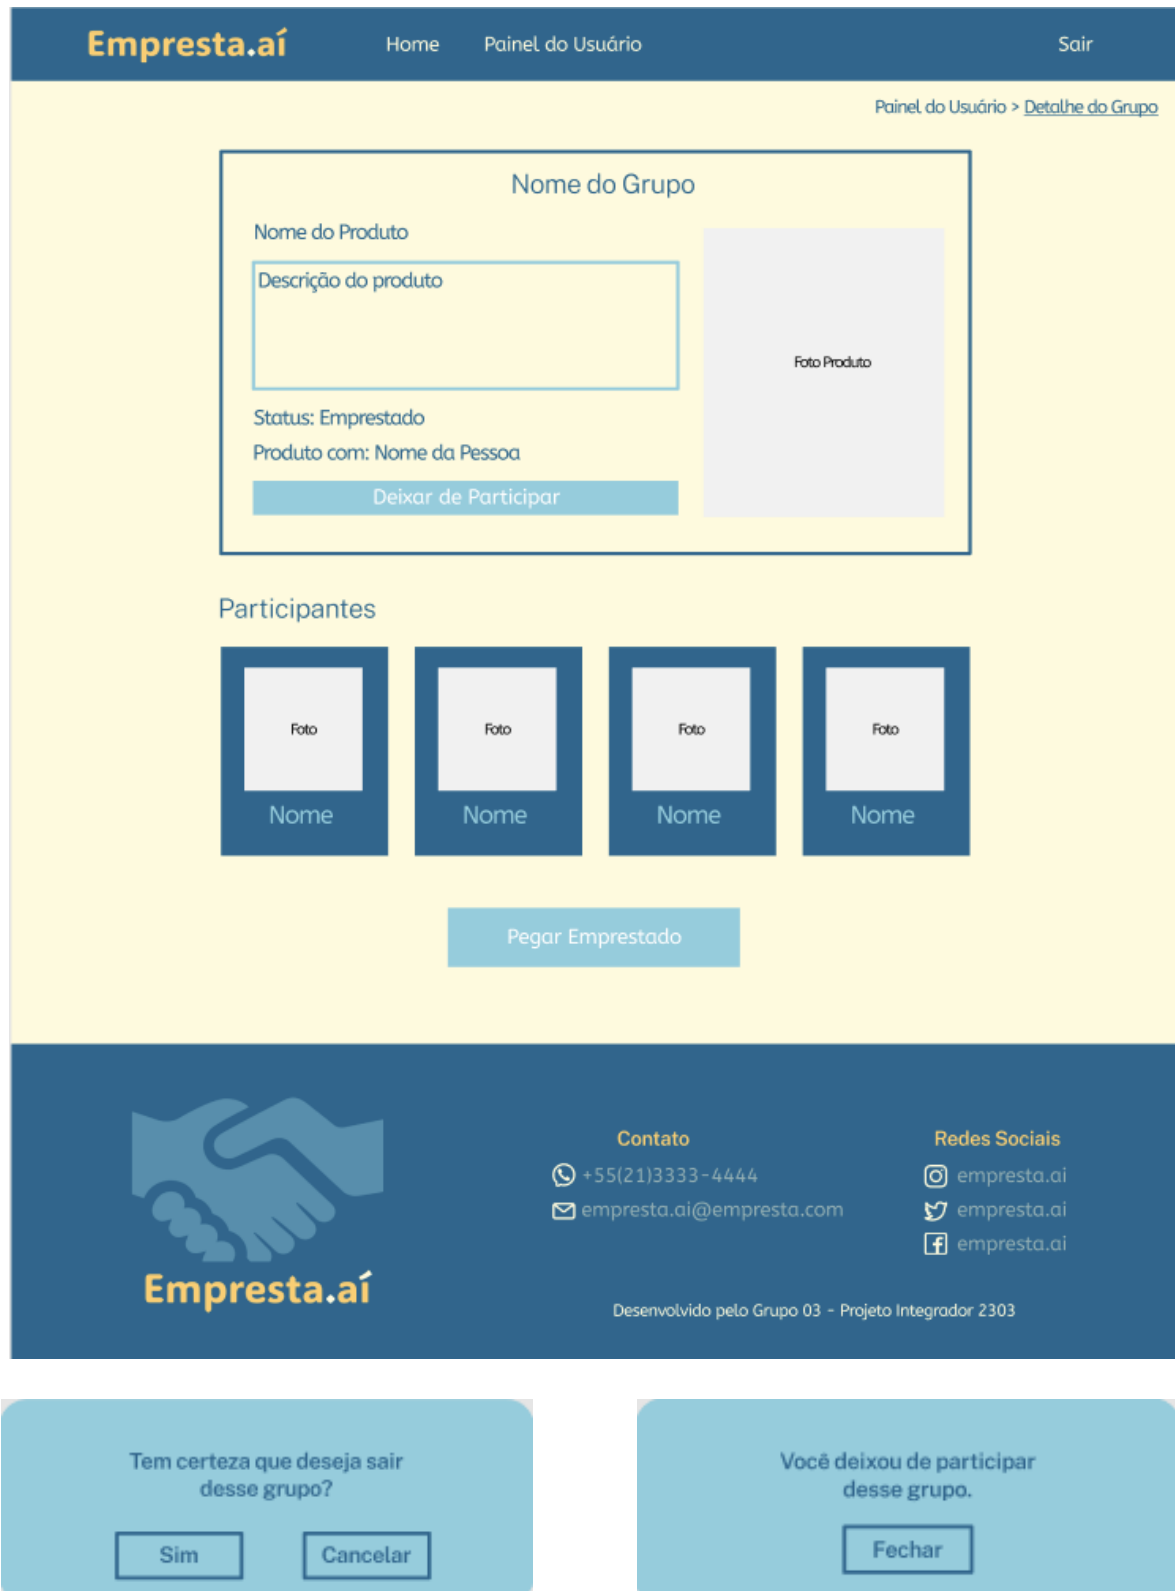 Empresta.aí Home Painel do Usuário Sair
Painel do Usuário > Detalhe do Grupo
Nome do Grupo
Nome do Produto
Descrição do produto
Foto Produto
Status: Emprestado
Produto com: Nome da Pessoa
Deixar de Participar
Participantes
Foto Foto Foto Foto
Nome Nome Nome Nome
Pegar Emprestado
Contato
+55(21)3333-4444
empresta.ai@empresta.com
Redes Sociais
empresta.ai
empresta.ai
empresta.ai
Empresta.aí
Desenvolvido pelo Grupo 03 - Projeto Integrador 2303
Tem certeza que deseja sair
desse grupo?
Sim Cancelar
Você deixou de participar
desse grupo.
Fechar